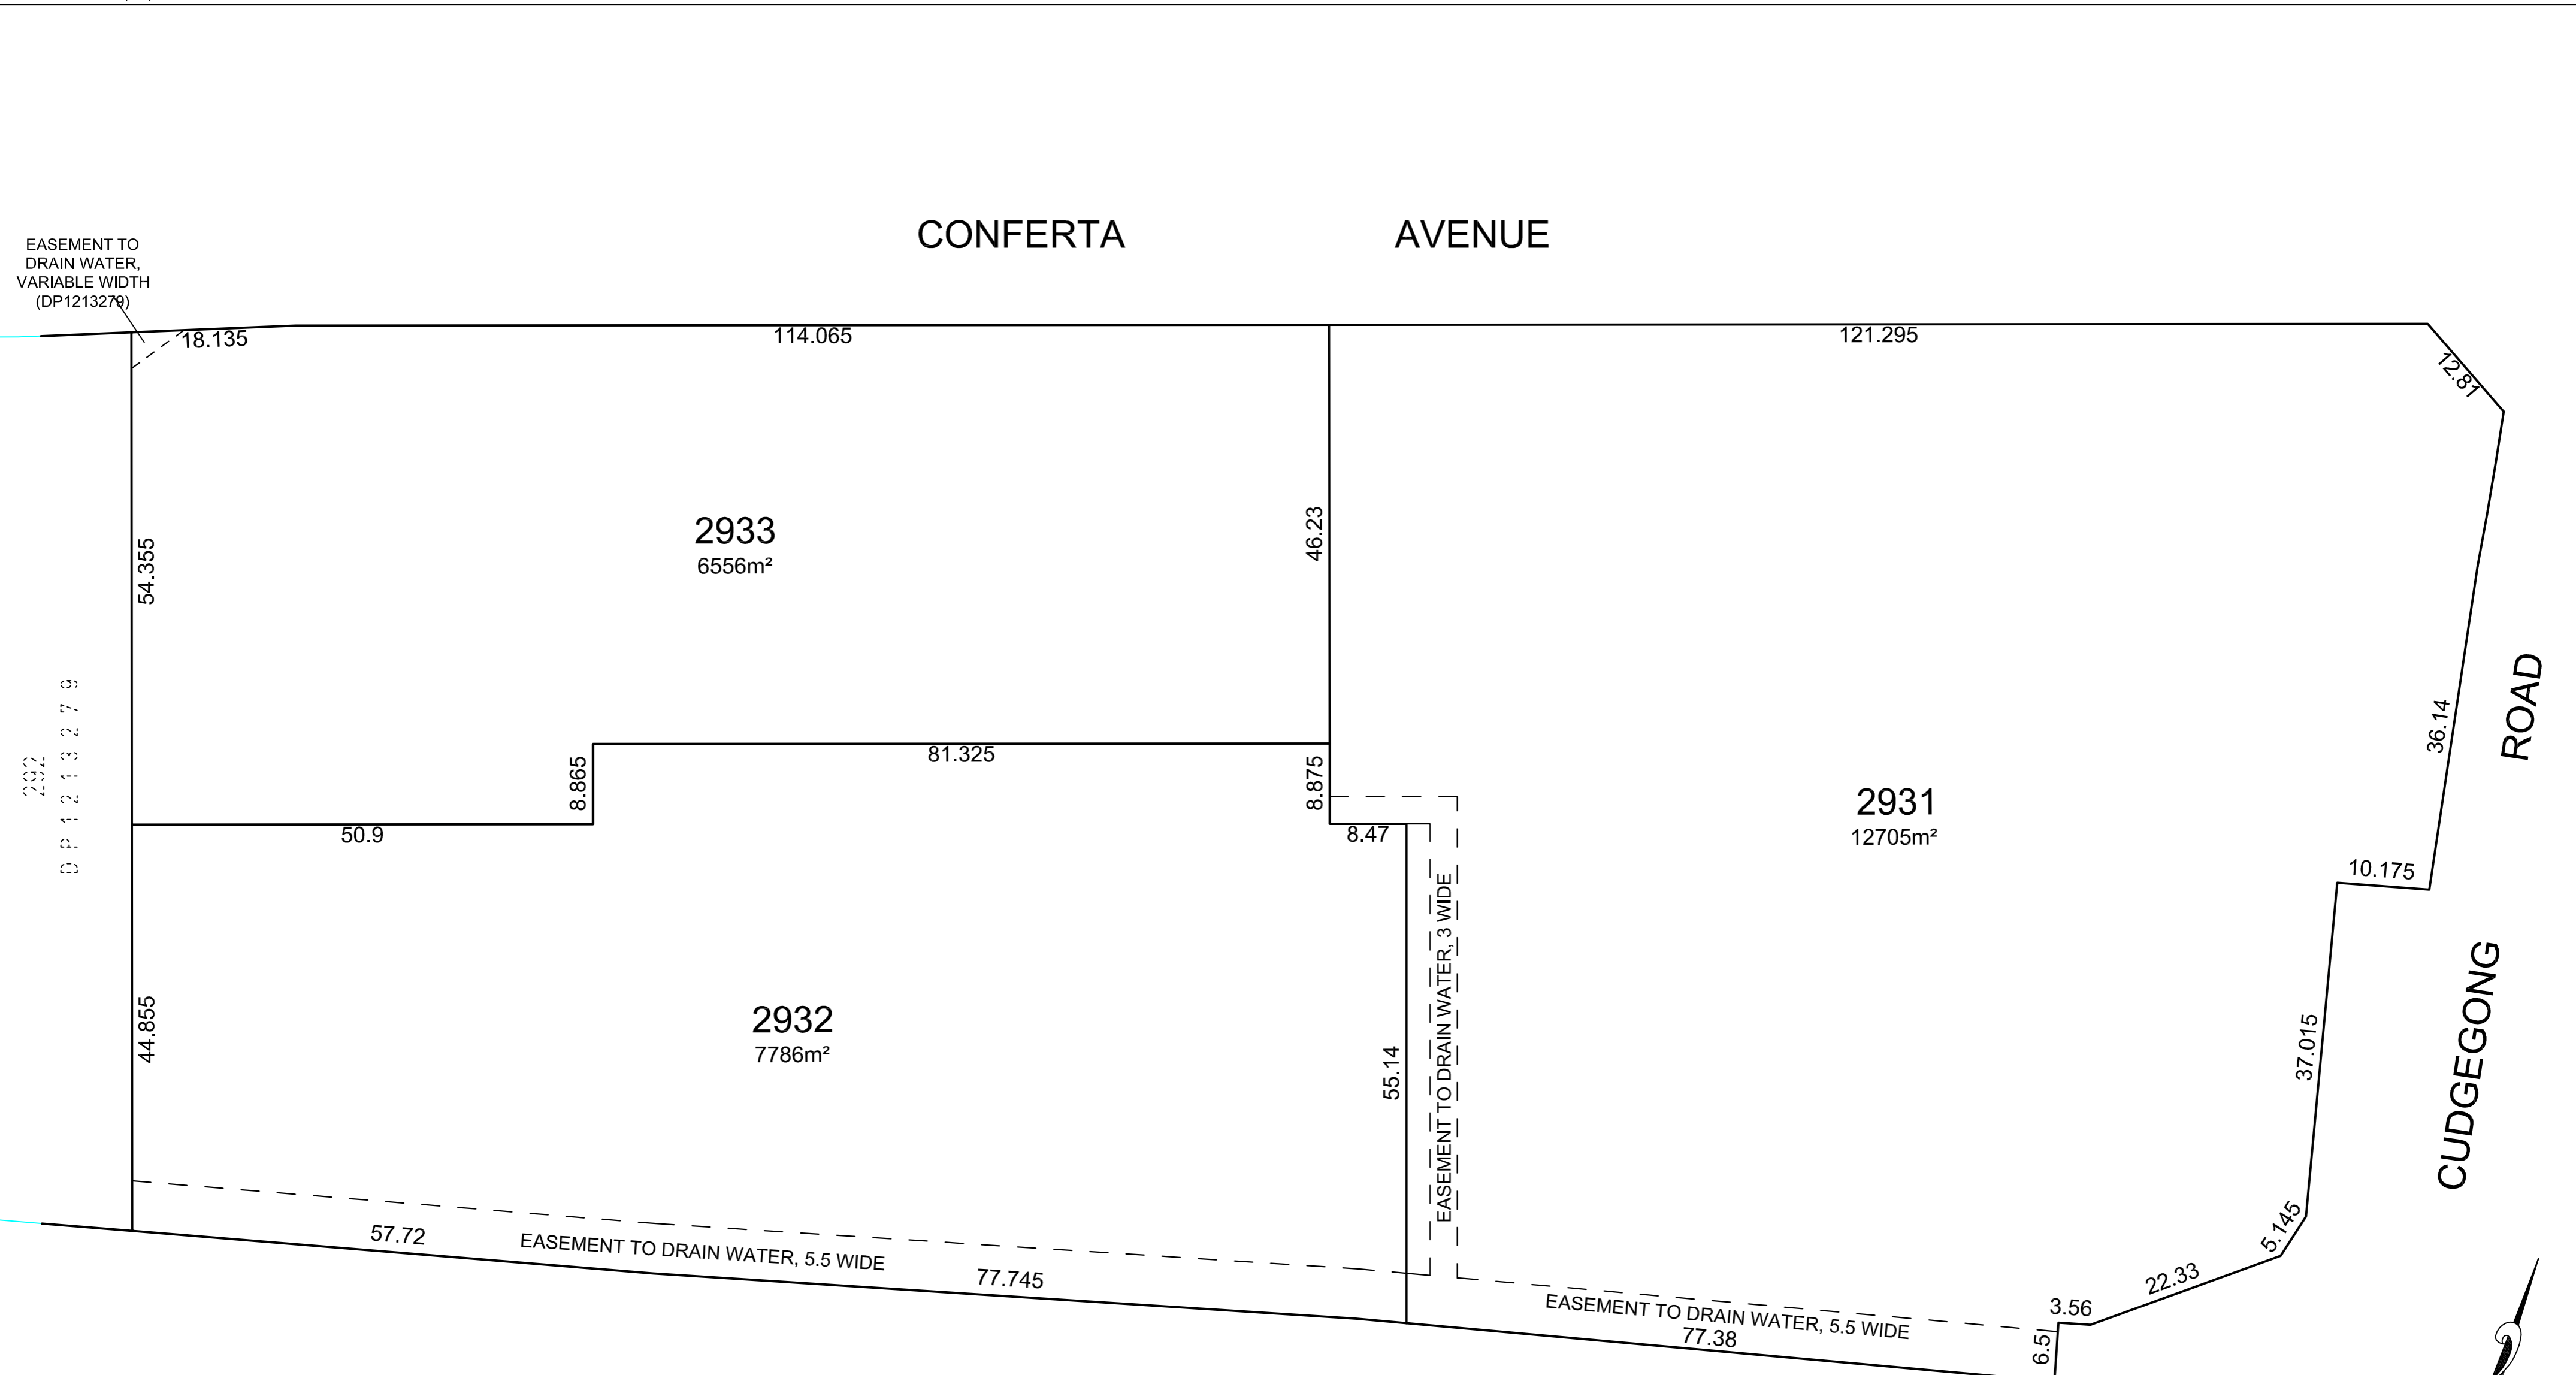 CONFERTA AVENUE
EASEMENT TO
DRAIN WATER,
VARIABLE WIDTH
(DP1213279)
18.135
114.065
121.295
12.81
2933
6556m²
54.355
46.23
36.14
ROAD
292
DP1213279
8.865
81.325
8.875
50.9
8.47
2931
12705m²
10.175
EASEMENT TO DRAIN WATER, 3 WIDE
CUDGEGONG
2932
7786m²
44.855
55.14
37.015
5.145
57.72
EASEMENT TO DRAIN WATER, 5.5 WIDE
77.745
22.33
EASEMENT TO DRAIN WATER, 5.5 WIDE
77.38
3.56
6.5